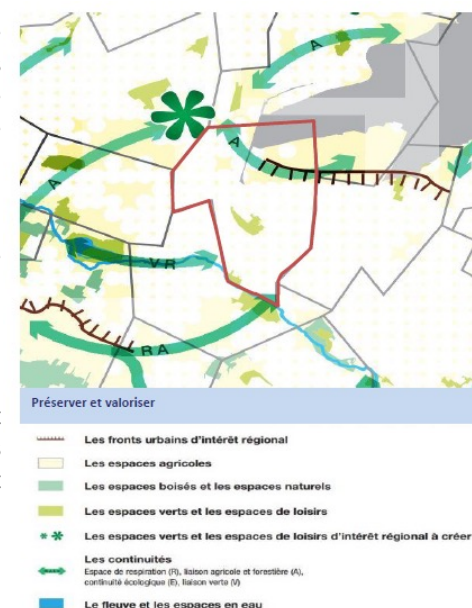 A
A
A
A
VR
RA
Préserver et valoriser
Les fronts urbains d'intérêt régional
Les espaces agricoles
Les espaces boisés et les espaces naturels
Les espaces verts et les espaces de loisirs
Les espaces verts et les espaces de loisirs d'intérêt régional à créer
Les continuités
Espace de respiration (R), liaison agricole et forestière (A),
continuité écologique (E), liaison verte (V)
Le fleuve et les espaces en eau